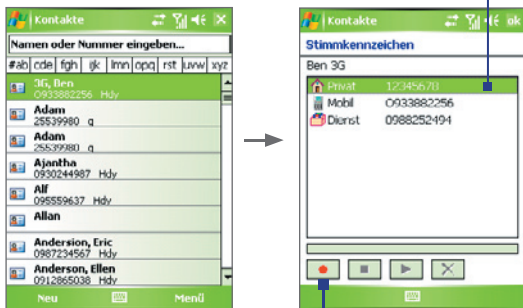 Kontakte
Namen oder Nummer eingeben...
#ab cde fgh ijk lmn opq rst uvw xyz
3G, Ben
0933882256 Hdy
Adam
25539980 q
Adam
25539980 q
Ajantha
0930244987 Hdy
Alf
095559637 Hdy
Allan
Andersion, Eric
0987234567 Hdy
Anderson, Ellen
0912865038 Hdy
Neu Menü
Kontakte ok
Stimmkennzeichen
Ben 3G
Privat 12345678
Mobil 0933882256
Dienst 0988252494